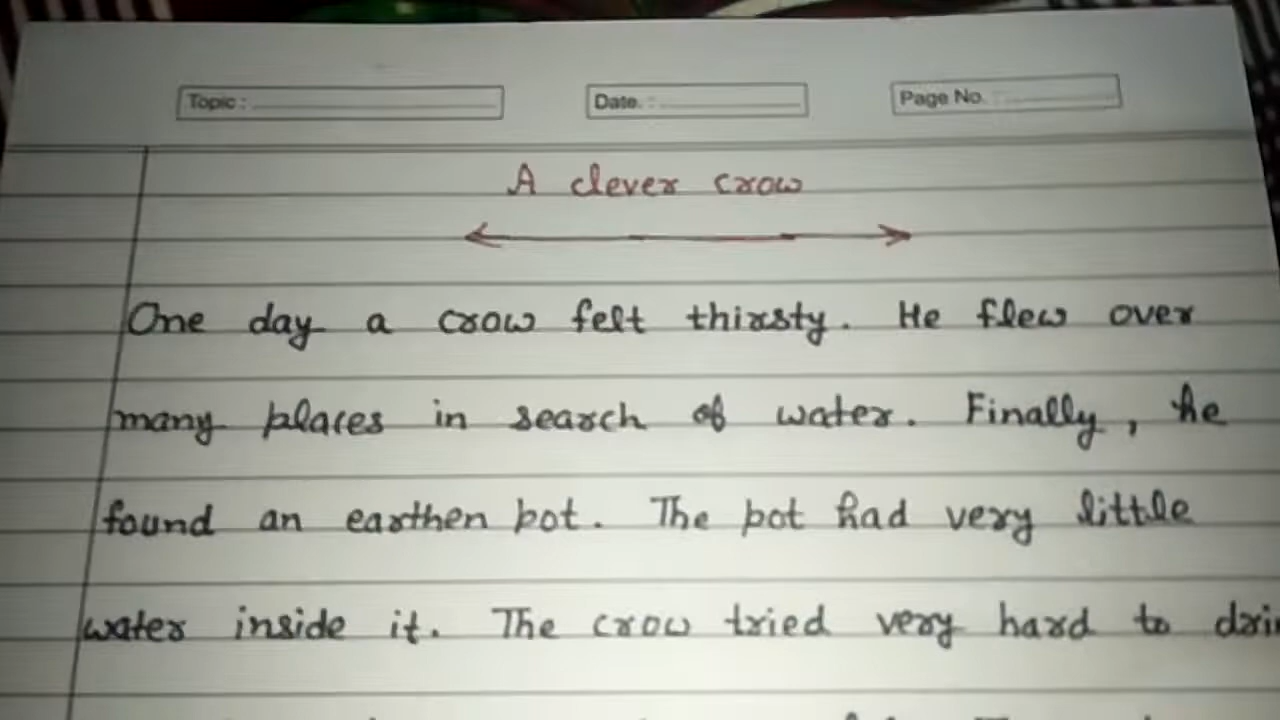 Topic :
Date. :
Page No.
A clever crow
One day a crow felt thirsty. He flew over
many places in search of water. Finally, he
found an earthen pot. The pot had very little
water inside it. The crow tried very hard to